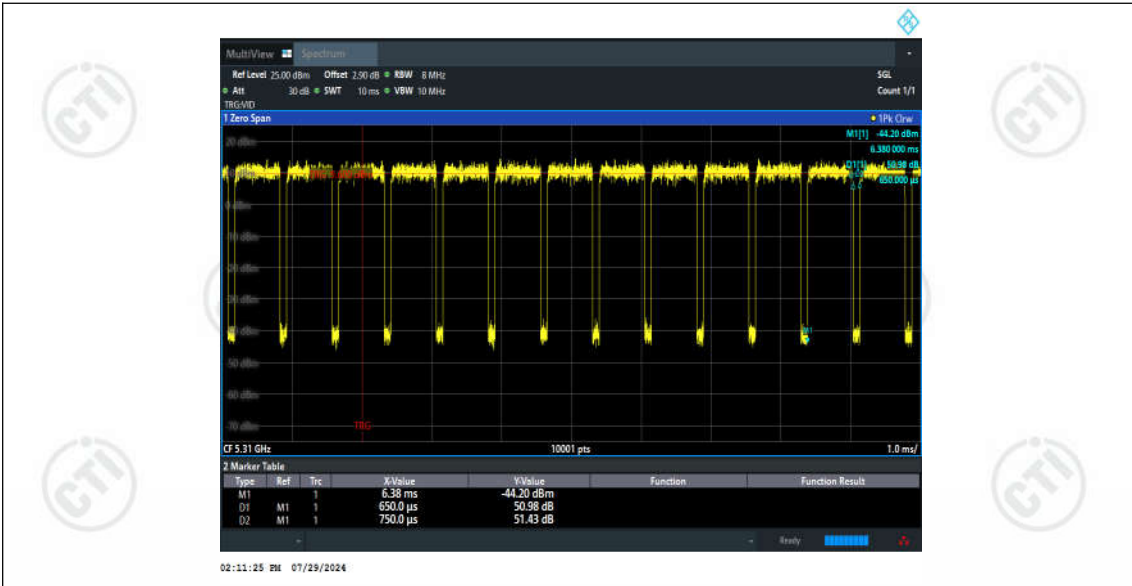 MultiView Spectrum
Ref Level 25.00 dBm Offset 2.90 dB RBW 8 MHz SGL
Att 30 dB SWT 10 ms VBW 10 MHz Count 1/1
TRG:VID
1 Zero Span 1Pk Clrw
M1[1] -44.20 dBm
20 dBm
6.380 000 ms
D1[1] 50.98 dB
650.000 µs
0 dBm
-10 dBm
-20 dBm
-30 dBm
M1
-50 dBm
-60 dBm
-70 dBm
TRG
CF 5.31 GHz 10001 pts 1.0 ms/
2 Marker Table
Type Ref Trc X-Value Y-Value Function Function Result
M1 1 6.38 ms -44.20 dBm
D1 M1 1 650.0 µs 50.98 dB
D2 M1 1 750.0 µs 51.43 dB
Ready
02:11:25 PM 07/29/2024
CTI
CTI
CTI
CTI